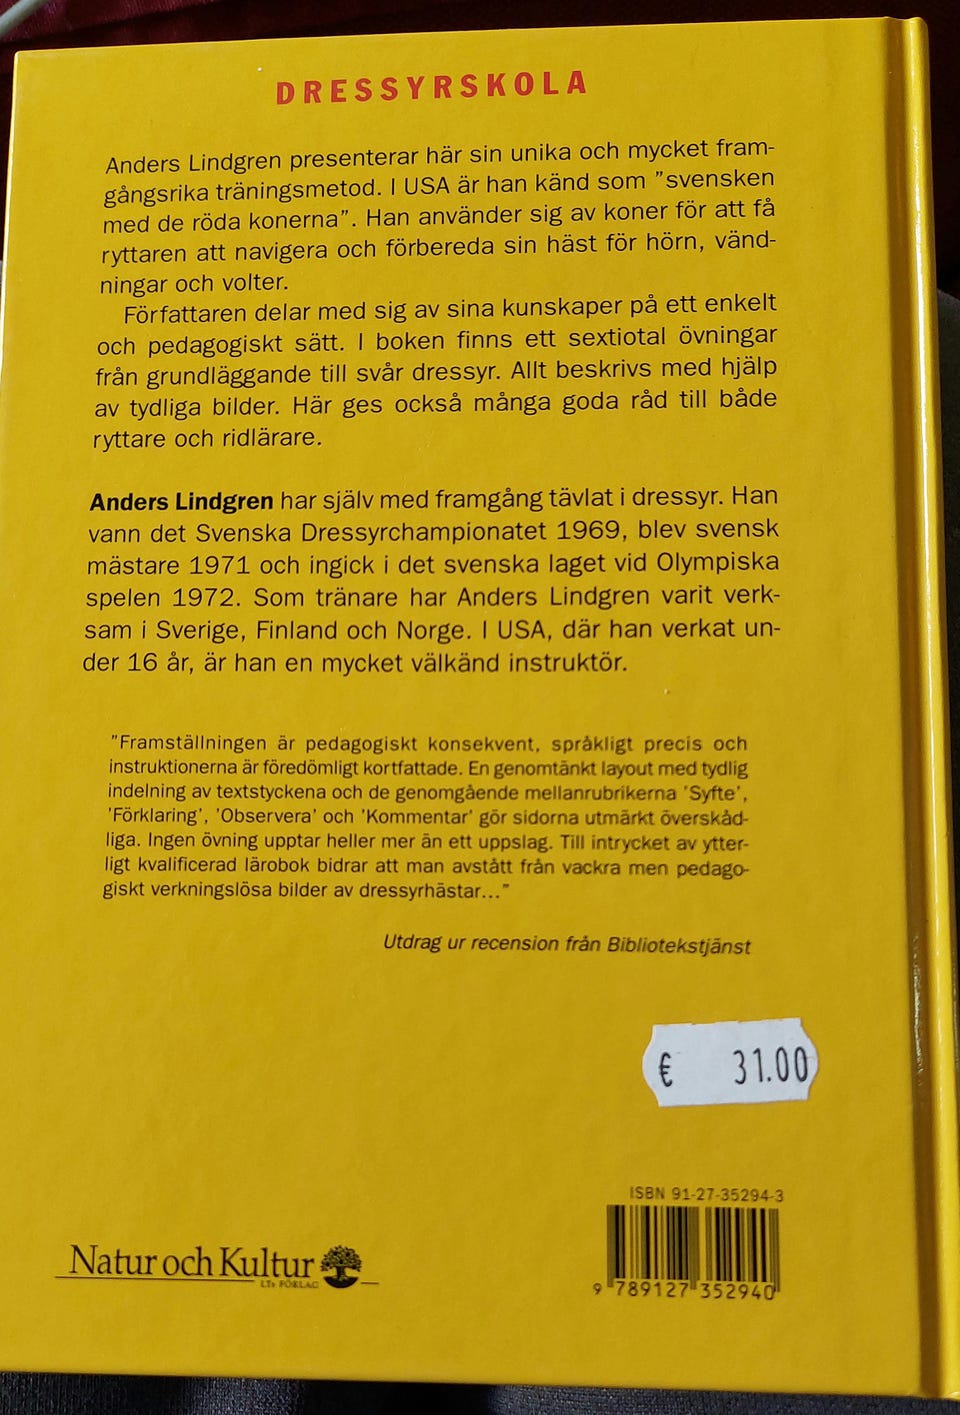 DRESSYRSKOLA
Anders Lindgren presenterar här sin unika och mycket fram-
gångsrika träningsmetod. I USA är han känd som ”svensken
med de röda konerna”. Han använder sig av koner för att få
ryttaren att navigera och förbereda sin häst för hörn, vänd-
ningar och volter.
Författaren delar med sig av sina kunskaper på ett enkelt
och pedagogiskt sätt. I boken finns ett sextiotal övningar
från grundläggande till svår dressyr. Allt beskrivs med hjälp
av tydliga bilder. Här ges också många goda råd till både
ryttare och ridlärare.
Anders Lindgren har själv med framgång tävlat i dressyr. Han
vann det Svenska Dressyrchampionatet 1969, blev svensk
mästare 1971 och ingick i det svenska laget vid Olympiska
spelen 1972. Som tränare har Anders Lindgren varit verk-
sam i Sverige, Finland och Norge. I USA, där han verkat un-
der 16 år, är han en mycket välkänd instruktör.
”Framställningen är pedagogiskt konsekvent, språkligt precis och
instruktionerna är föredömligt kortfattade. En genomtänkt layout med tydlig
indelning av textstyckena och de genomgående mellanrubrikerna ’Syfte’,
’Förklaring’, ’Observera’ och ’Kommentar’ gör sidorna utmärkt överskåd-
liga. Ingen övning upptar heller mer än ett uppslag. Till intrycket av ytter-
ligt kvalificerad lärobok bidrar att man avstått från vackra men pedago-
giskt verkningslösa bilder av dressyrhästar...”
Utdrag ur recension från Bibliotekstjänst
€ 31.00
ISBN 91-27-35294-3
9 789127 352940
Natur och Kultur
LTs FÖRLAG